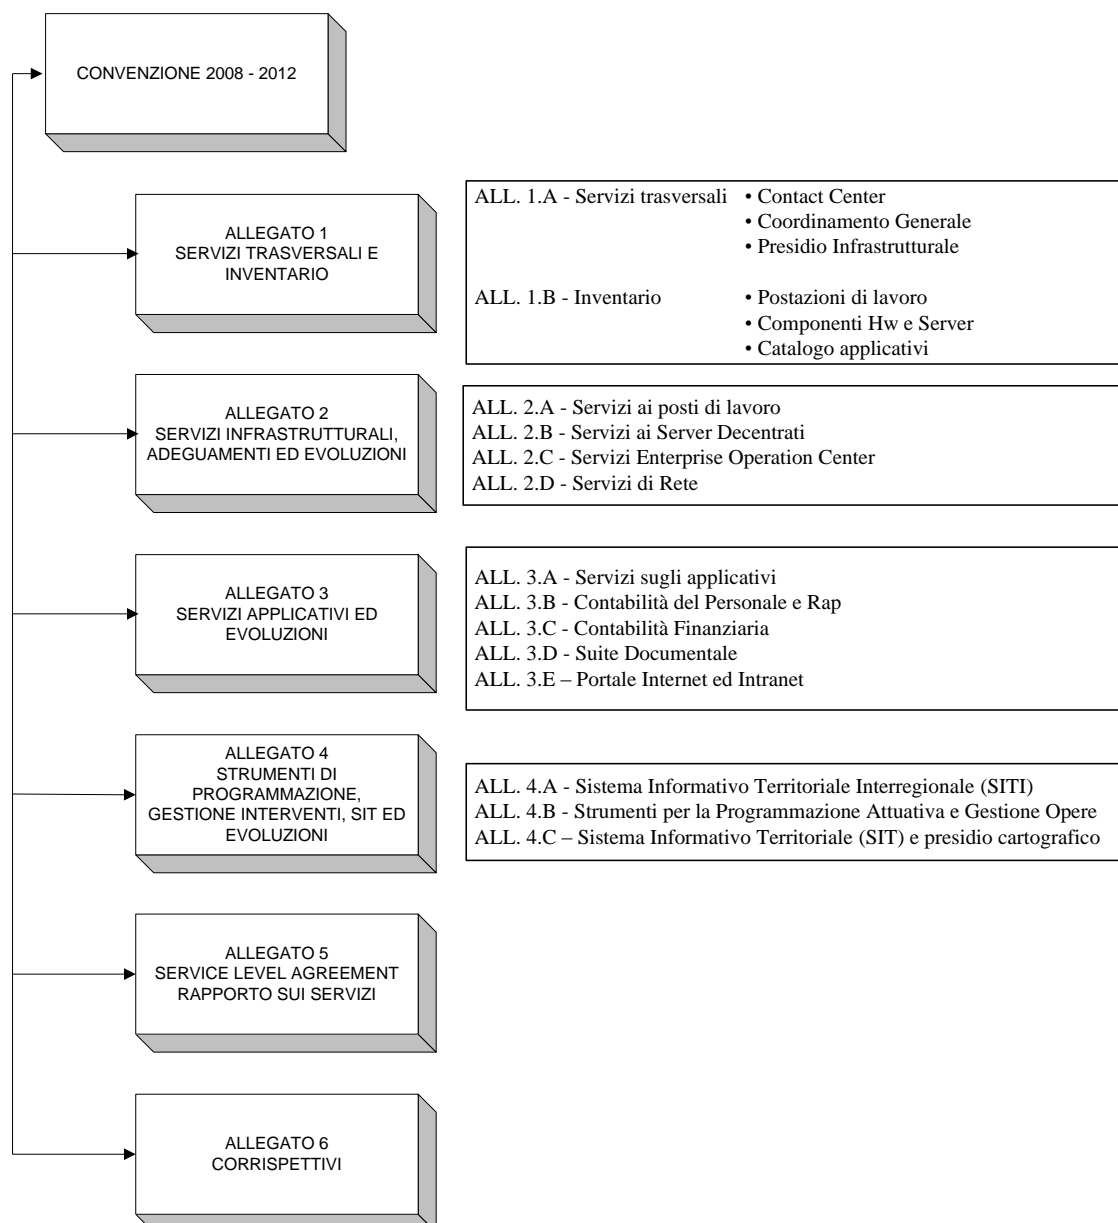 CONVENZIONE 2008 - 2012
ALLEGATO 1
SERVIZI TRASVERSALI E
INVENTARIO
ALL. 1.A - Servizi trasversali • Contact Center
• Coordinamento Generale
• Presidio Infrastrutturale
ALL. 1.B - Inventario • Postazioni di lavoro
• Componenti Hw e Server
• Catalogo applicativi
ALLEGATO 2
SERVIZI INFRASTRUTTURALI,
ADEGUAMENTI ED EVOLUZIONI
ALL. 2.A - Servizi ai posti di lavoro
ALL. 2.B - Servizi ai Server Decentrati
ALL. 2.C - Servizi Enterprise Operation Center
ALL. 2.D - Servizi di Rete
ALLEGATO 3
SERVIZI APPLICATIVI ED
EVOLUZIONI
ALL. 3.A - Servizi sugli applicativi
ALL. 3.B - Contabilità del Personale e Rap
ALL. 3.C - Contabilità Finanziaria
ALL. 3.D - Suite Documentale
ALL. 3.E – Portale Internet ed Intranet
ALLEGATO 4
STRUMENTI DI
PROGRAMMAZIONE,
GESTIONE INTERVENTI, SIT ED
EVOLUZIONI
ALL. 4.A - Sistema Informativo Territoriale Interregionale (SITI)
ALL. 4.B - Strumenti per la Programmazione Attuativa e Gestione Opere
ALL. 4.C – Sistema Informativo Territoriale (SIT) e presidio cartografico
ALLEGATO 5
SERVICE LEVEL AGREEMENT
RAPPORTO SUI SERVIZI
ALLEGATO 6
CORRISPETTIVI